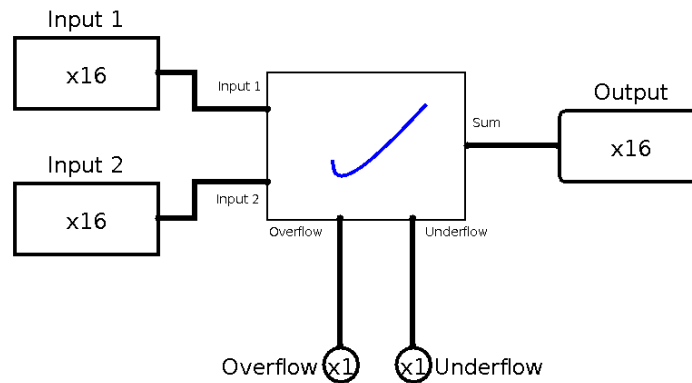 Input 1
x16
Input 1
Input 2
x16
Input 2
Sum
Output
x16
Overflow
Underflow
Overflow x1
x1 Underflow